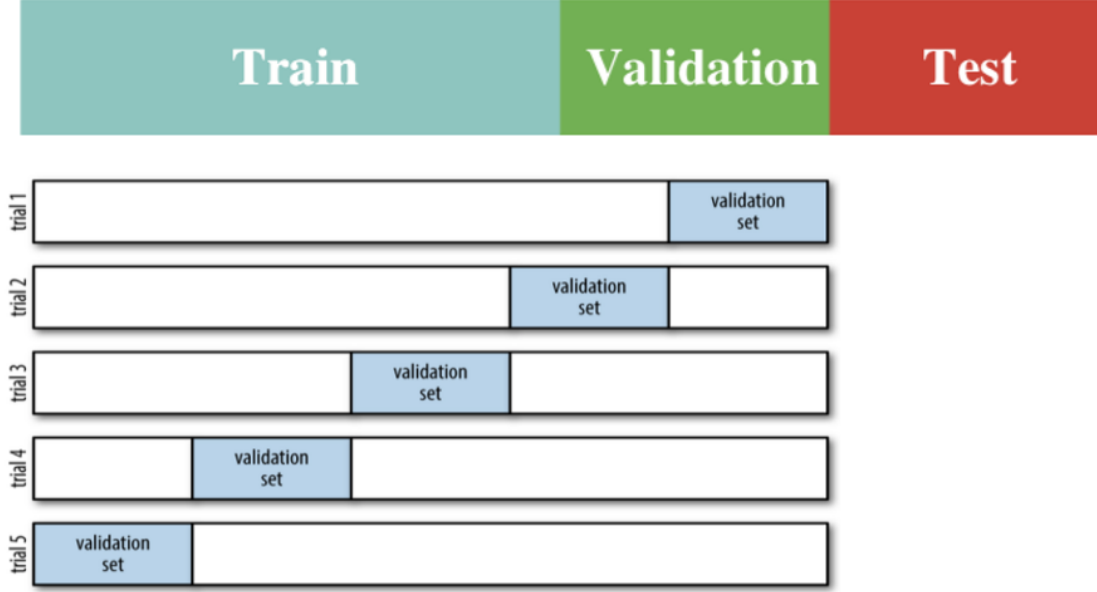 Train Validation Test
trial 1
validation
set
trial 2
validation
set
trial 3
validation
set
trial 4
validation
set
trial 5
validation
set